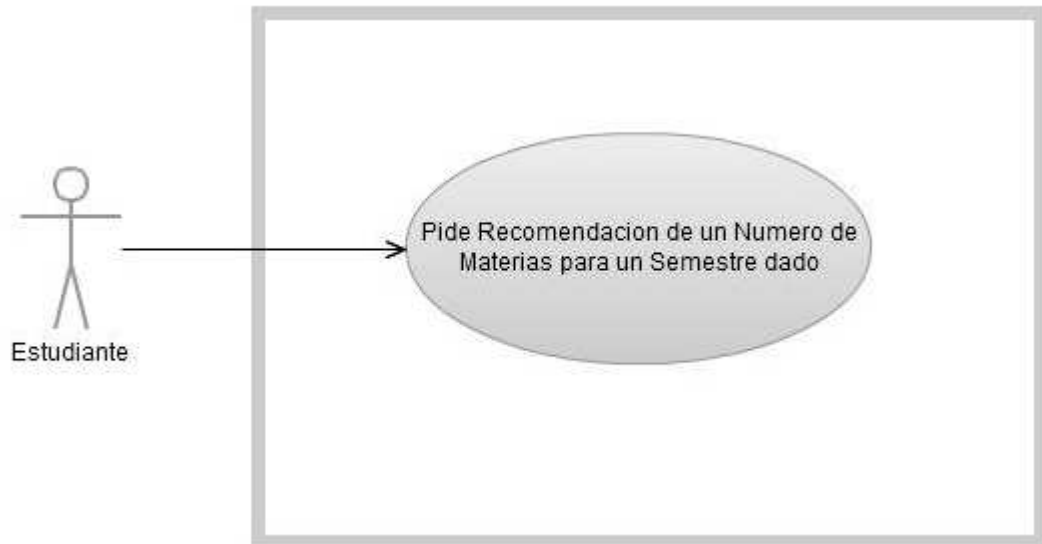 Pide Recomendacion de un Numero de
Materias para un Semestre dado
Estudiante